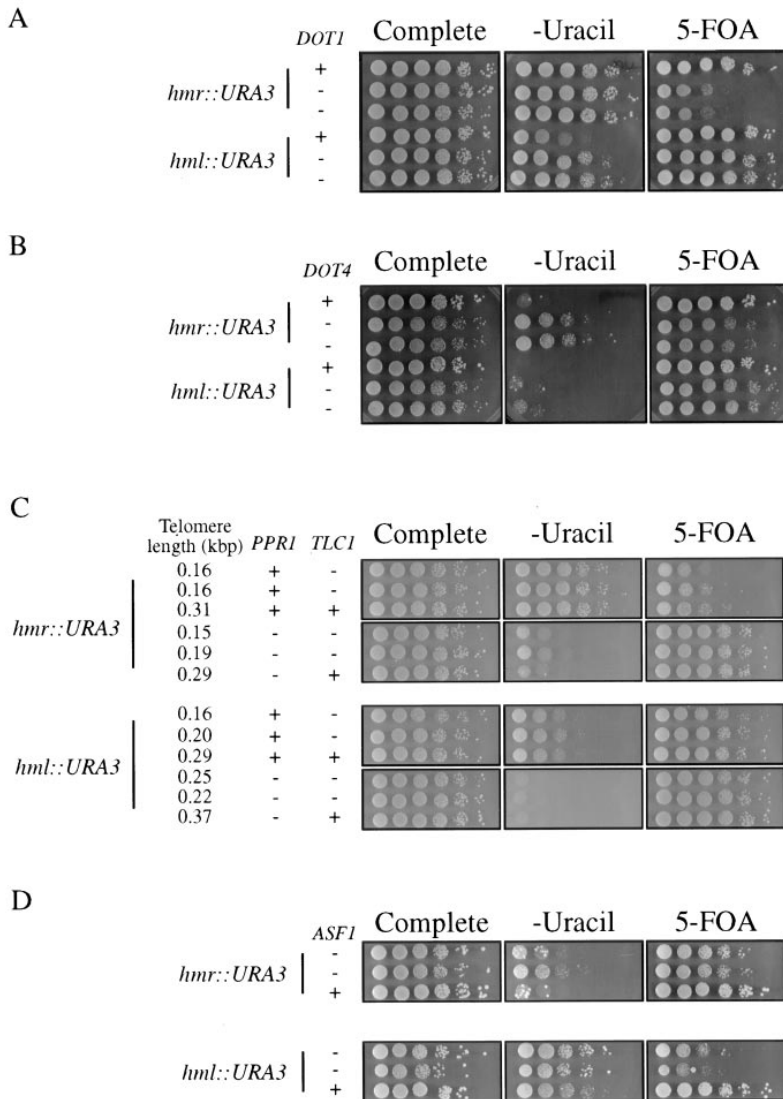 A
DOT1 Complete -Uracil 5-FOA
+
hmr::URA3 -
-
+
hml::URA3 -
-
B
DOT4 Complete -Uracil 5-FOA
+
hmr::URA3 -
-
+
hml::URA3 -
-
C
Telomere length (kbp) PPR1 TLC1 Complete -Uracil 5-FOA
hmr::URA3
0.16 + -
0.16 + -
0.31 + +
0.15 - -
0.19 - -
0.29 - +
hml::URA3
0.16 + -
0.20 + -
0.29 + +
0.25 - -
0.22 - -
0.37 - +
D
ASF1 Complete -Uracil 5-FOA
-
hmr::URA3 -
+
-
hml::URA3 -
+